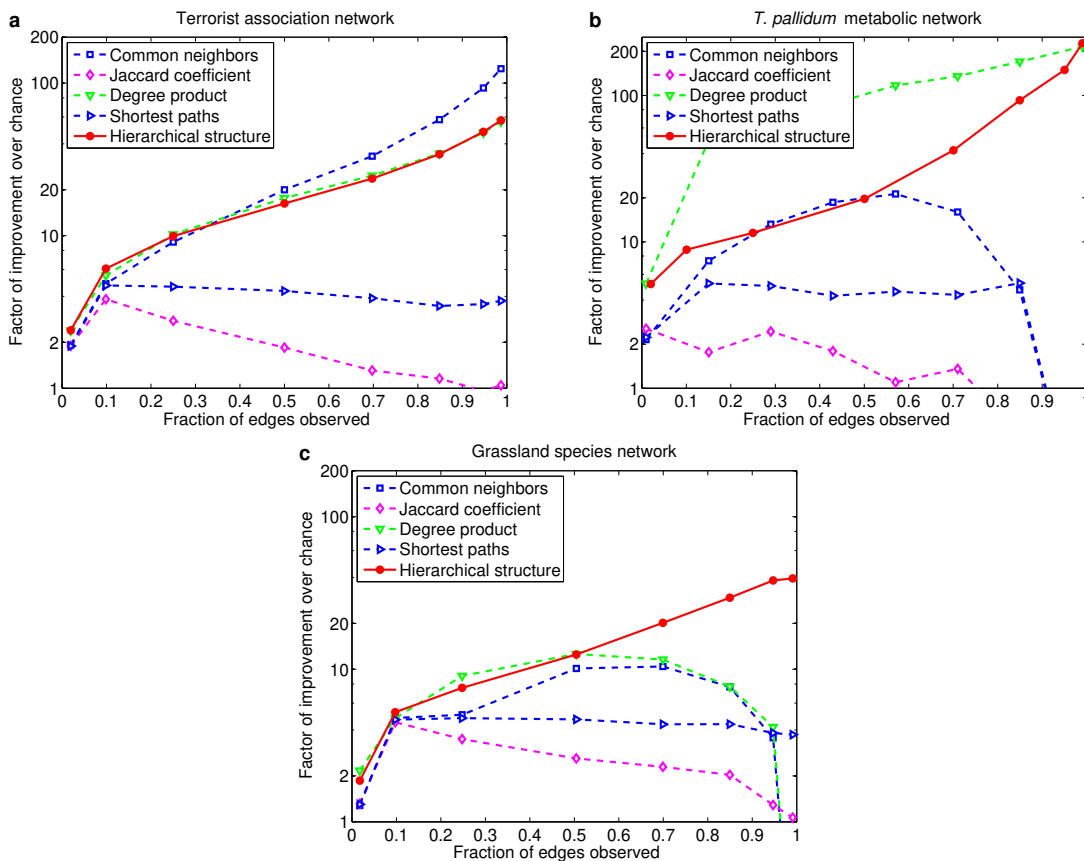 a
Terrorist association network
200
100
20
10
2
1
Factor of improvement over chance
Common neighbors
Jaccard coefficient
Degree product
Shortest paths
Hierarchical structure
0 0.1 0.2 0.3 0.4 0.5 0.6 0.7 0.8 0.9 1
Fraction of edges observed
b
T. pallidum metabolic network
200
100
20
10
2
1
Factor of improvement over chance
Common neighbors
Jaccard coefficient
Degree product
Shortest paths
Hierarchical structure
0 0.1 0.2 0.3 0.4 0.5 0.6 0.7 0.8 0.9 1
Fraction of edges observed
c
Grassland species network
200
100
20
10
2
1
Factor of improvement over chance
Common neighbors
Jaccard coefficient
Degree product
Shortest paths
Hierarchical structure
0 0.1 0.2 0.3 0.4 0.5 0.6 0.7 0.8 0.9 1
Fraction of edges observed